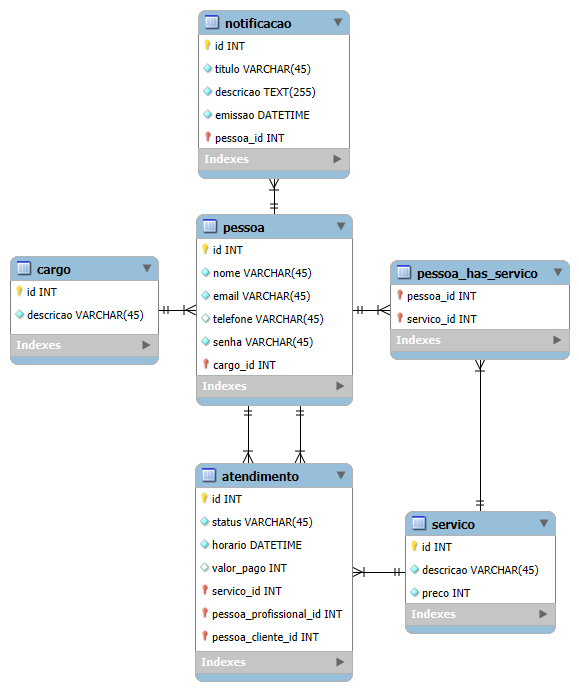 notificacao
id INT
titulo VARCHAR(45)
descricao TEXT(255)
emissao DATETIME
pessoa_id INT
Indexes
pessoa
id INT
nome VARCHAR(45)
email VARCHAR(45)
telefone VARCHAR(45)
senha VARCHAR(45)
cargo_id INT
Indexes
cargo
id INT
descricao VARCHAR(45)
Indexes
pessoa_has_servico
pessoa_id INT
servico_id INT
Indexes
atendimento
id INT
status VARCHAR(45)
horario DATETIME
valor_pago INT
servico_id INT
pessoa_profissional_id INT
pessoa_cliente_id INT
Indexes
servico
id INT
descricao VARCHAR(45)
preco INT
Indexes